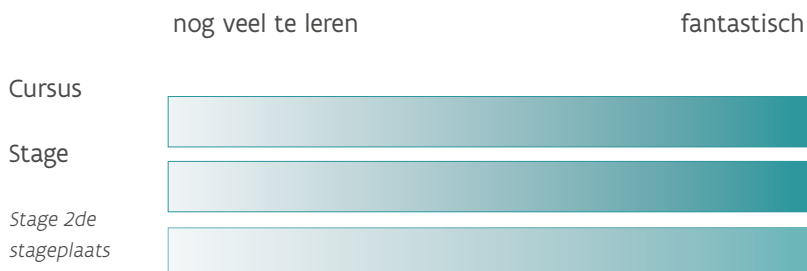 nog veel te leren fantastisch
Cursus
Stage
Stage 2de
stageplaats